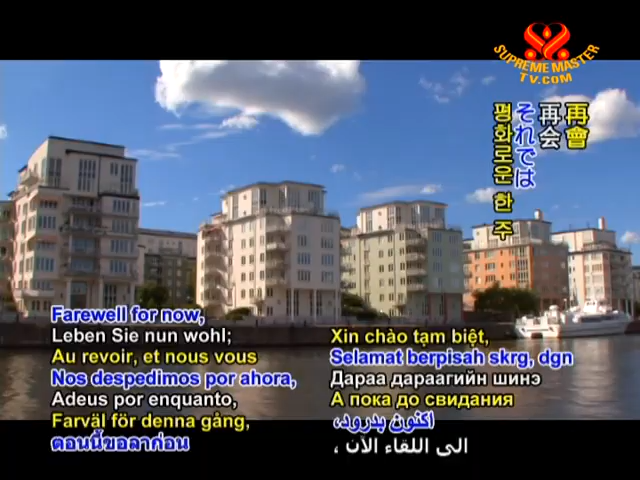 SUPREME MASTER
TV.COM
再會
再会
それでは
평화로운 한 주
Farewell for now,
Leben Sie nun wohl;
Au revoir, et nous vous
Nos despedimos por ahora,
Adeus por enquanto,
Farväl för denna gång,
ตอนนี้ขอลาก่อน
Xin chào tạm biệt,
Selamat berpisah skrg, dgn
Дараа дараагийн шинэ
А пока до свидания
اکنون بدرود،
الى اللقاء الآن ،